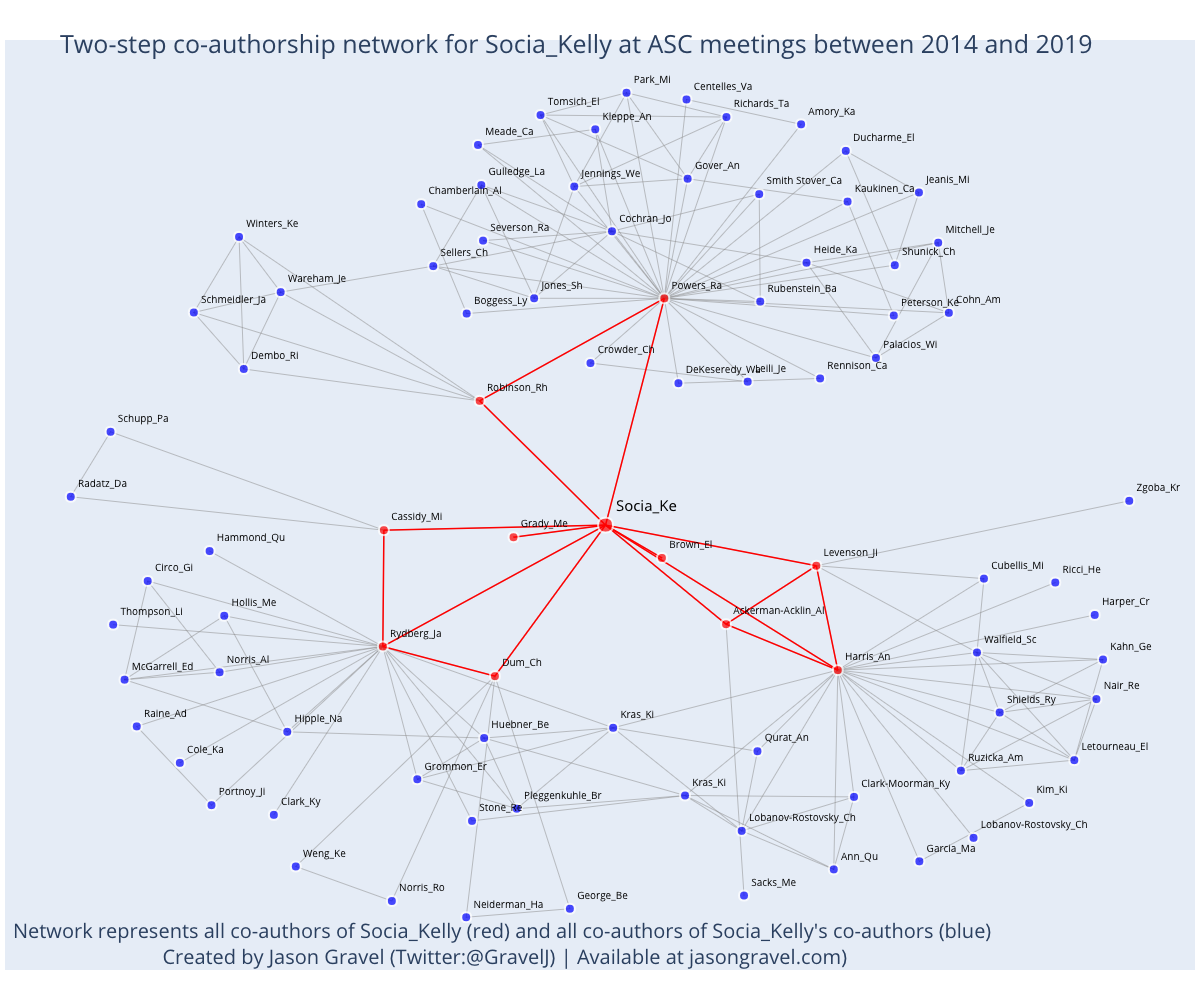 Two-step co-authorship network for Socia_Kelly at ASC meetings between 2014 and 2019
Park_Mi
Centelles_Va
Tomsich_El
Richards_Ta
Kleppe_An
Amory_Ka
Meade_Ca
Ducharme_El
Gulledge_La
Jennings_We
Gover_An
Smith Stover_Ca
Kaukinen_Ca
Jeanis_Mi
Chamberlain_Al
Winters_Ke
Severson_Ra
Cochran_Jo
Mitchell_Je
Sellers_Ch
Heide_Ka
Shunick_Ch
Wareham_Je
Schmeidler_Ja
Boggess_Ly
Jones_Sh
Powers_Ra
Rubenstein_Ba
Peterson_Ke
Cohn_Am
Dembo_Ri
Crowder_Ch
Palacios_Wi
DeKeseredy_Wa
Rennison_Ca
Robinson_Rh
Schupp_Pa
Radatz_Da
Zgoba_Kr
Socia_Ke
Cassidy_Mi
Grady_Me
Hammond_Qu
Brown_El
Levenson_Ji
Circo_Gi
Cubellis_Mi
Ricci_He
Thompson_Li
Hollis_Me
Ackerman-Acklin_Al
Harper_Cr
Rydberg_Ja
Walfield_Sc
Kahn_Ge
McGarrell_Ed
Norris_Al
Dum_Ch
Harris_An
Nair_Re
Raine_Ad
Hipple_Na
Huebner_Be
Kras_Ki
Shields_Ry
Cole_Ka
Qurat_An
Letourneau_El
Grommon_Er
Ruzicka_Am
Portnoy_Ji
Clark_Ky
Stone_Re
Pleggenkuhle_Br
Kras_Ki
Clark-Moorman_Ky
Kim_Ki
Lobanov-Rostovsky_Ch
Lobanov-Rostovsky_Ch
Weng_Ke
Ann_Qu
Garcia_Ma
Norris_Ro
Neiderman_Ha
George_Be
Sacks_Me
Network represents all co-authors of Socia_Kelly (red) and all co-authors of Socia_Kelly's co-authors (blue)
Created by Jason Gravel (Twitter:@GravelJ) | Available at jasongravel.com)